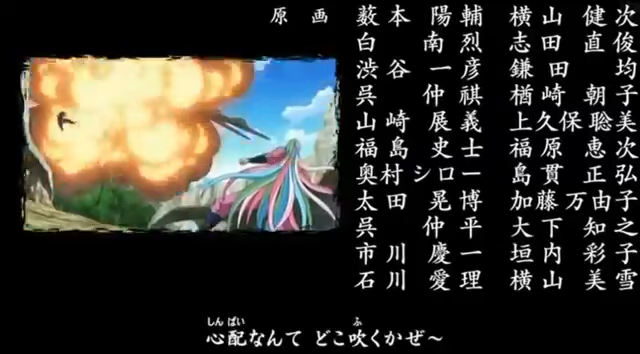 原画 薮本陽輔 横山健次
白南烈 志田直俊
渋谷一彦 鎌田均
呉仲祺 楢崎朝子
山崎展義 上久保聡美
福島史士 福原恵次
奥村シロー 島貫正弘
太田晃博 加藤万由子
呉仲平 大下知之
市川慶一 垣内彩子
石川愛理 横山美雪
しんぱい ふ
心配なんて どこ吹くかぜ～